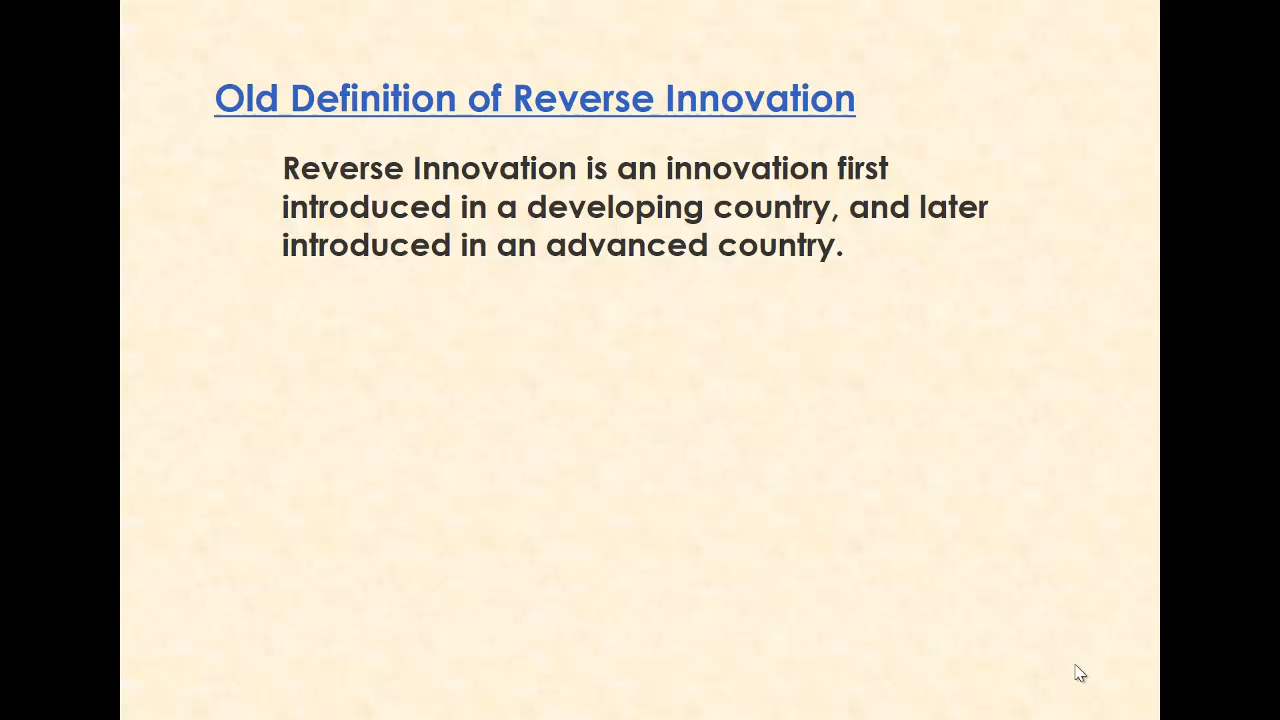 Old Definition of Reverse Innovation
Reverse Innovation is an innovation first
introduced in a developing country, and later
introduced in an advanced country.